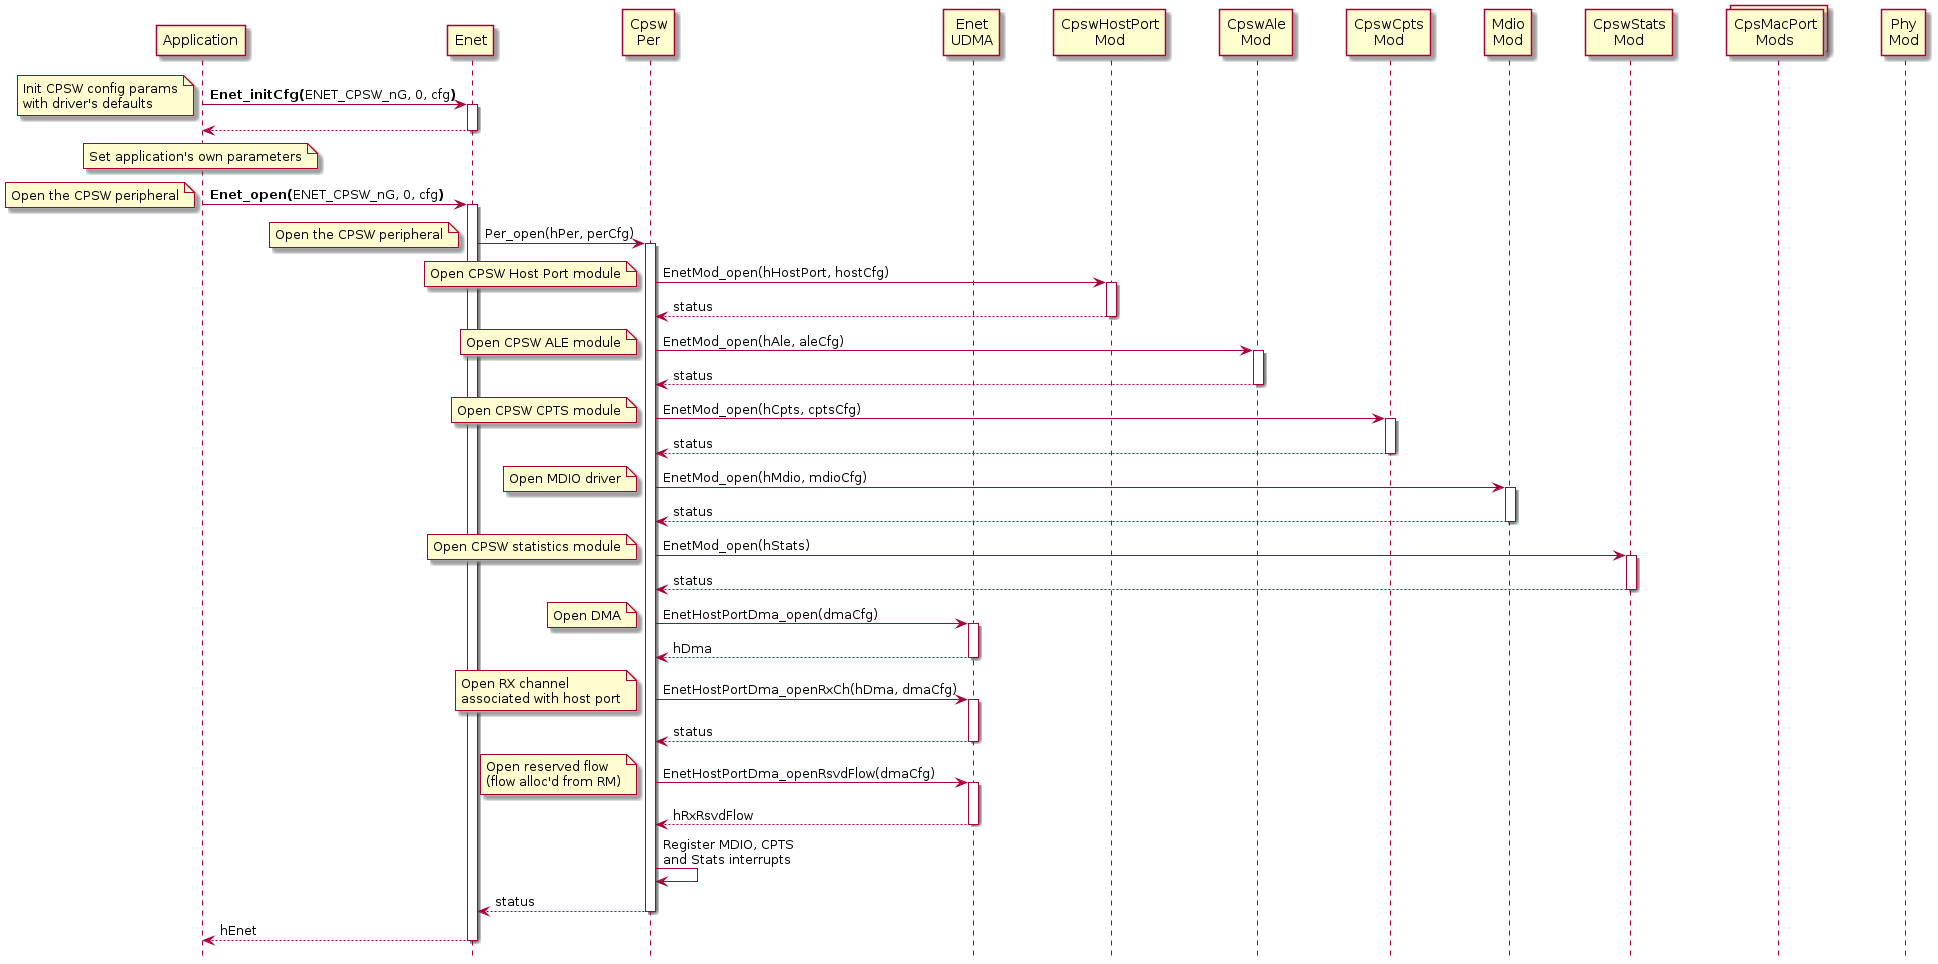 Application
Enet
Cpsw
Per
Enet
UDMA
CpswHostPort
Mod
CpswAle
Mod
CpswCpts
Mod
Mdio
Mod
CpswStats
Mod
CpsMacPort
Mods
Phy
Mod
Init CPSW config params
with driver's defaults
Enet_initCfg(ENET_CPSW_nG, 0, cfg)
Set application's own parameters
Open the CPSW peripheral
Enet_open(ENET_CPSW_nG, 0, cfg)
Open the CPSW peripheral
Per_open(hPer, perCfg)
Open CPSW Host Port module
EnetMod_open(hHostPort, hostCfg)
status
Open CPSW ALE module
EnetMod_open(hAle, aleCfg)
status
Open CPSW CPTS module
EnetMod_open(hCpts, cptsCfg)
status
Open MDIO driver
EnetMod_open(hMdio, mdioCfg)
status
Open CPSW statistics module
EnetMod_open(hStats)
status
Open DMA
EnetHostPortDma_open(dmaCfg)
hDma
Open RX channel
associated with host port
EnetHostPortDma_openRxCh(hDma, dmaCfg)
status
Open reserved flow
(flow alloc'd from RM)
EnetHostPortDma_openRsvdFlow(dmaCfg)
hRxRsvdFlow
Register MDIO, CPTS
and Stats interrupts
status
hEnet